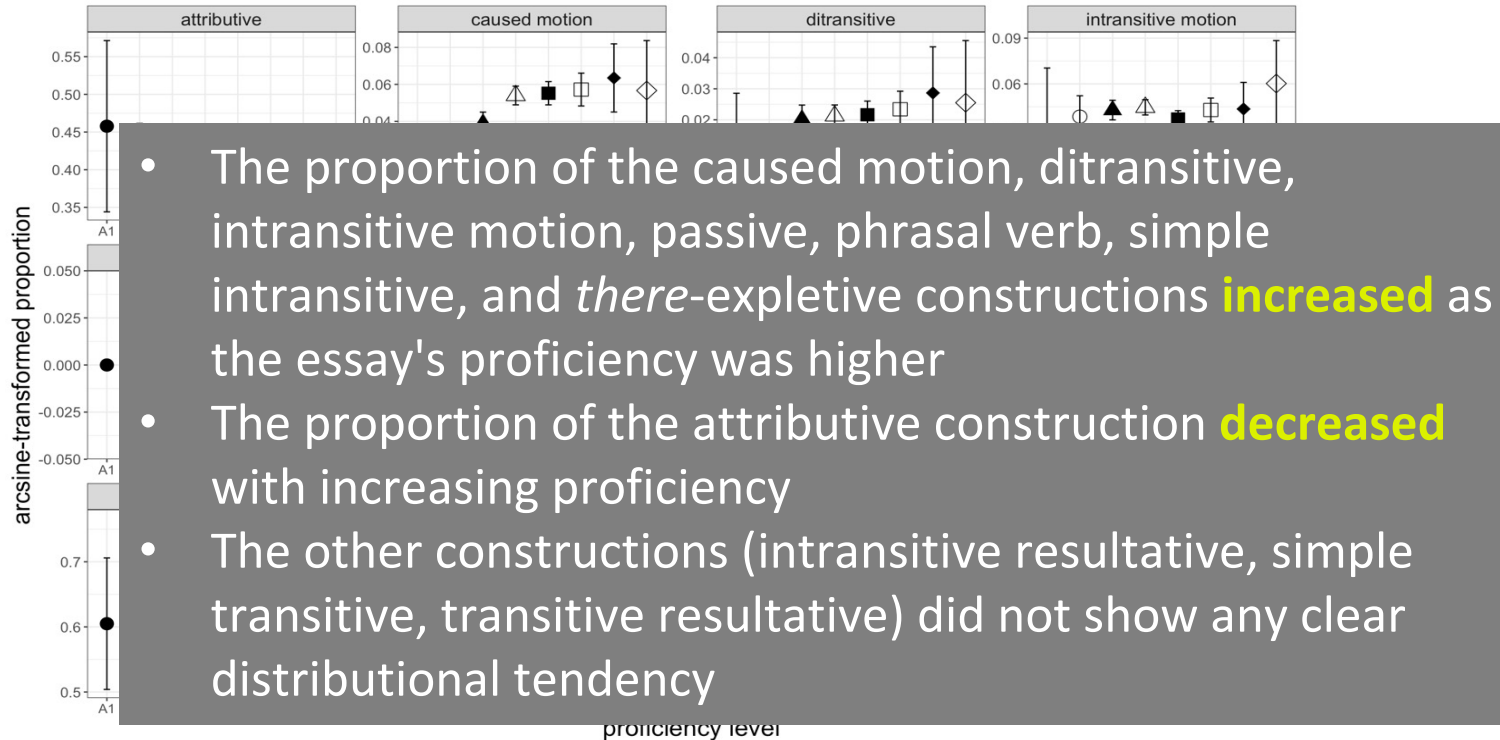 attributive
caused motion
ditransitive
intransitive motion
0.55
0.50
0.45
0.40
0.35
0.08
0.06
0.04
0.04
0.03
0.02
0.09
0.06
A1
arcsine-transformed proportion
0.050
0.025
0.000
-0.025
-0.050
A1
0.7
0.6
0.5
A1
• The proportion of the caused motion, ditransitive,
intransitive motion, passive, phrasal verb, simple
intransitive, and there-expletive constructions increased as
the essay's proficiency was higher
• The proportion of the attributive construction decreased
with increasing proficiency
• The other constructions (intransitive resultative, simple
transitive, transitive resultative) did not show any clear
distributional tendency
proficiency level